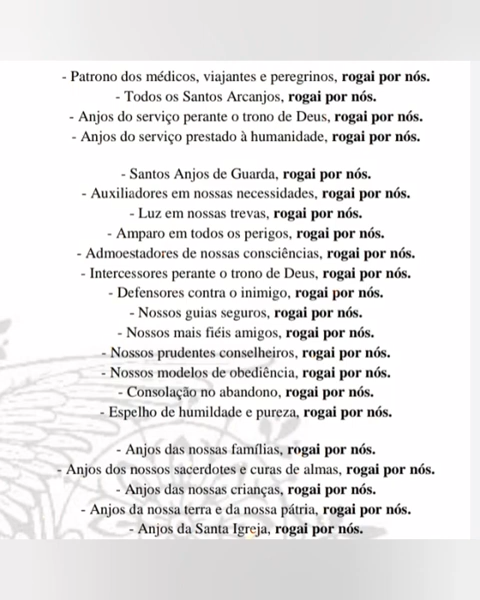 - Patrono dos médicos, viajantes e peregrinos, rogai por nós.
- Todos os Santos Arcanjos, rogai por nós.
- Anjos do serviço perante o trono de Deus, rogai por nós.
- Anjos do serviço prestado à humanidade, rogai por nós.
- Santos Anjos de Guarda, rogai por nós.
- Auxiliadores em nossas necessidades, rogai por nós.
- Luz em nossas trevas, rogai por nós.
- Amparo em todos os perigos, rogai por nós.
- Admoestadores de nossas consciências, rogai por nós.
- Intercessores perante o trono de Deus, rogai por nós.
- Defensores contra o inimigo, rogai por nós.
- Nossos guias seguros, rogai por nós.
- Nossos mais fiéis amigos, rogai por nós.
- Nossos prudentes conselheiros, rogai por nós.
- Nossos modelos de obediência, rogai por nós.
- Consolação no abandono, rogai por nós.
- Espelho de humildade e pureza, rogai por nós.
- Anjos das nossas famílias, rogai por nós.
- Anjos dos nossos sacerdotes e curas de almas, rogai por nós.
- Anjos das nossas crianças, rogai por nós.
- Anjos da nossa terra e da nossa pátria, rogai por nós.
- Anjos da Santa Igreja, rogai por nós.